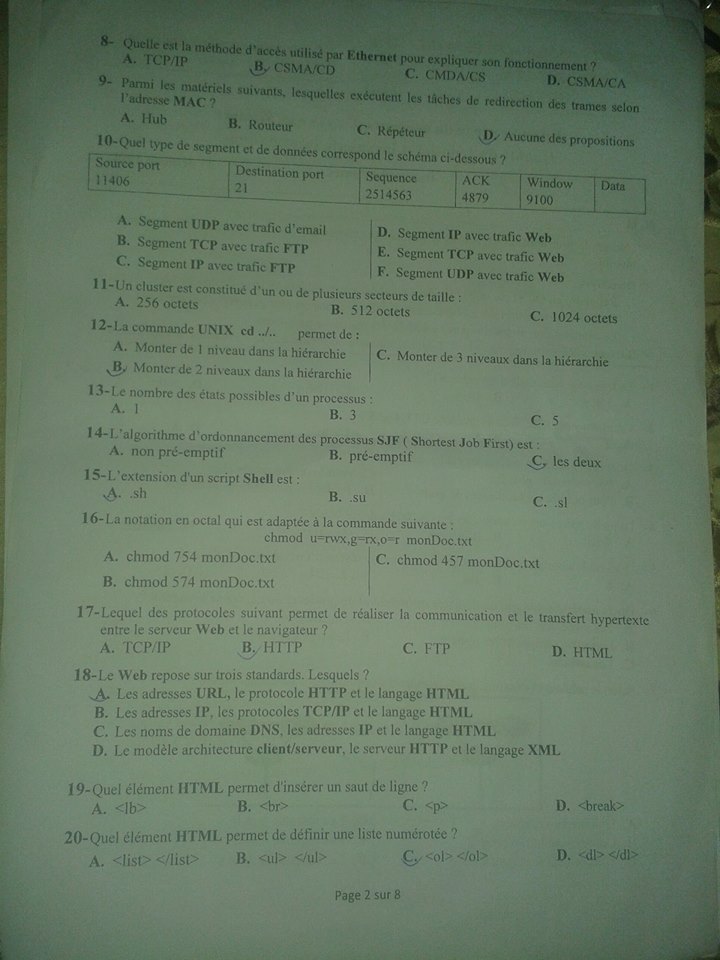 8- Quelle est la méthode d'accès utilisé par Ethernet pour expliquer son fonctionnement ?
A. TCP/IP B. CSMA/CD C. CMDA/CS D. CSMA/CA
9- Parmi les matériels suivants, lesquelles exécutent les tâches de redirection des trames selon
l'adresse MAC ?
A. Hub B. Routeur C. Répéteur D. Aucune des propositions
10-Quel type de segment et de données correspond le schéma ci-dessous ?
Source port Destination port Sequence ACK Window Data
11406 21 2514563 4879 9100
A. Segment UDP avec trafic d'email D. Segment IP avec trafic Web
B. Segment TCP avec trafic FTP E. Segment TCP avec trafic Web
C. Segment IP avec trafic FTP F. Segment UDP avec trafic Web
11-Un cluster est constitué d'un ou de plusieurs secteurs de taille :
A. 256 octets B. 512 octets C. 1024 octets
12-La commande UNIX cd ../.. permet de :
A. Monter de 1 niveau dans la hiérarchie C. Monter de 3 niveaux dans la hiérarchie
B. Monter de 2 niveaux dans la hiérarchie
13-Le nombre des états possibles d'un processus :
A. 1 B. 3 C. 5
14-L'algorithme d'ordonnancement des processus SJF ( Shortest Job First) est :
A. non pré-emptif B. pré-emptif C. les deux
15-L'extension d'un script Shell est :
A. .sh B. .su C. .sl
16-La notation en octal qui est adaptée à la commande suivante :
chmod u=rwx,g=rx,o=r monDoc.txt
A. chmod 754 monDoc.txt C. chmod 457 monDoc.txt
B. chmod 574 monDoc.txt
17-Lequel des protocoles suivant permet de réaliser la communication et le transfert hypertexte
entre le serveur Web et le navigateur ?
A. TCP/IP B. HTTP C. FTP D. HTML
18-Le Web repose sur trois standards. Lesquels ?
A. Les adresses URL, le protocole HTTP et le langage HTML
B. Les adresses IP, les protocoles TCP/IP et le langage HTML
C. Les noms de domaine DNS, les adresses IP et le langage HTML
D. Le modèle architecture client/serveur, le serveur HTTP et le langage XML
19-Quel élément HTML permet d'insérer un saut de ligne ?
A. <lb> B. <br> C. <p> D. <break>
20-Quel élément HTML permet de définir une liste numérotée ?
A. <list> </list> B. <ul> </ul> C. <ol> </ol> D. <dl> </dl>
Page 2 sur 8